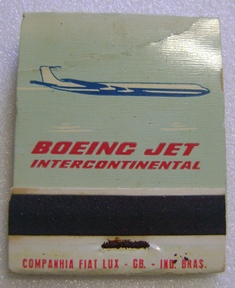 BOEING JET
INTERCONTINENTAL
COMPANHIA FIAT LUX - GB. - IND. BRAS.